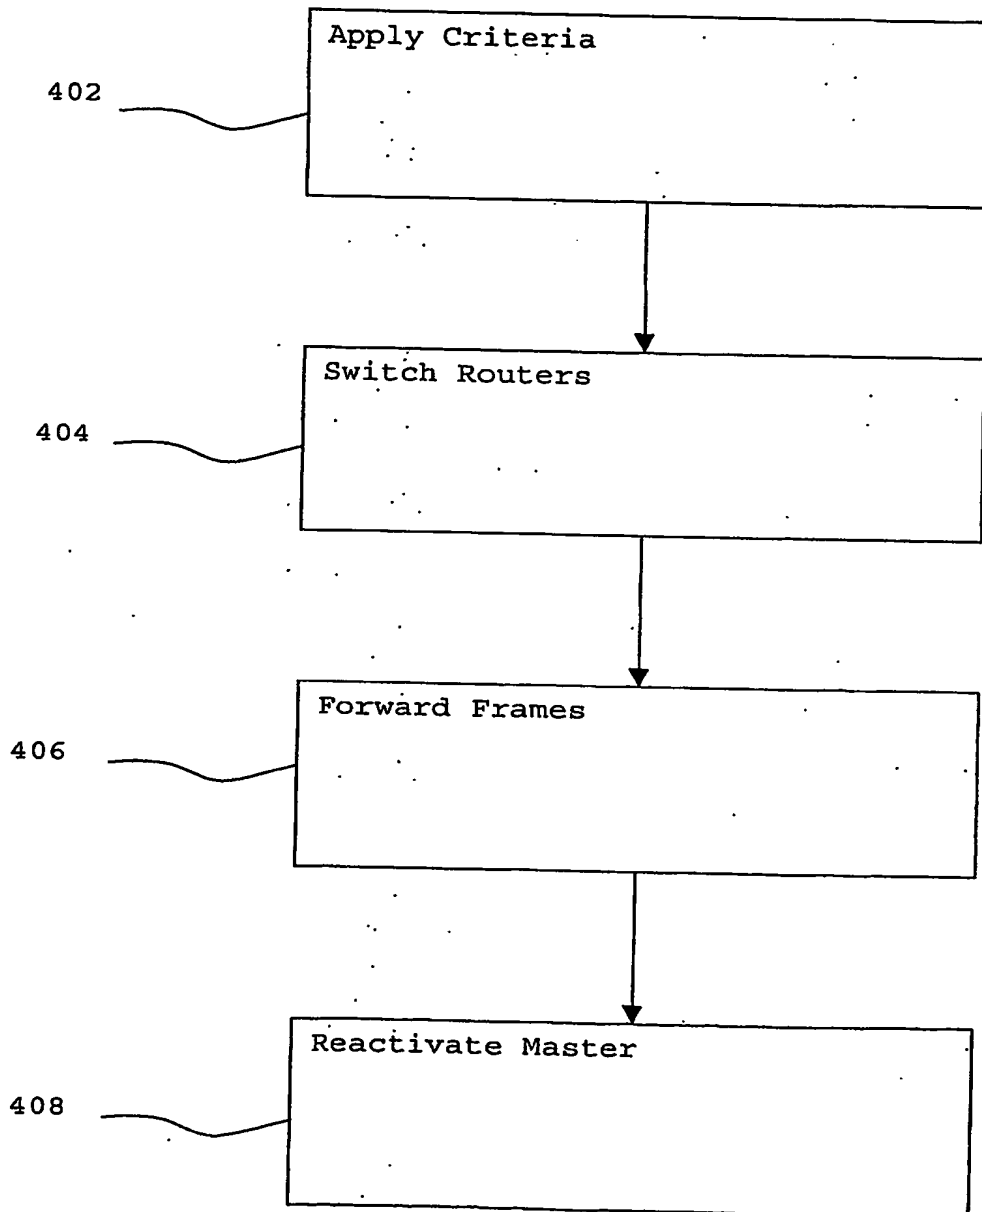 Apply Criteria
402
Switch Routers
404
Forward Frames
406
Reactivate Master
408